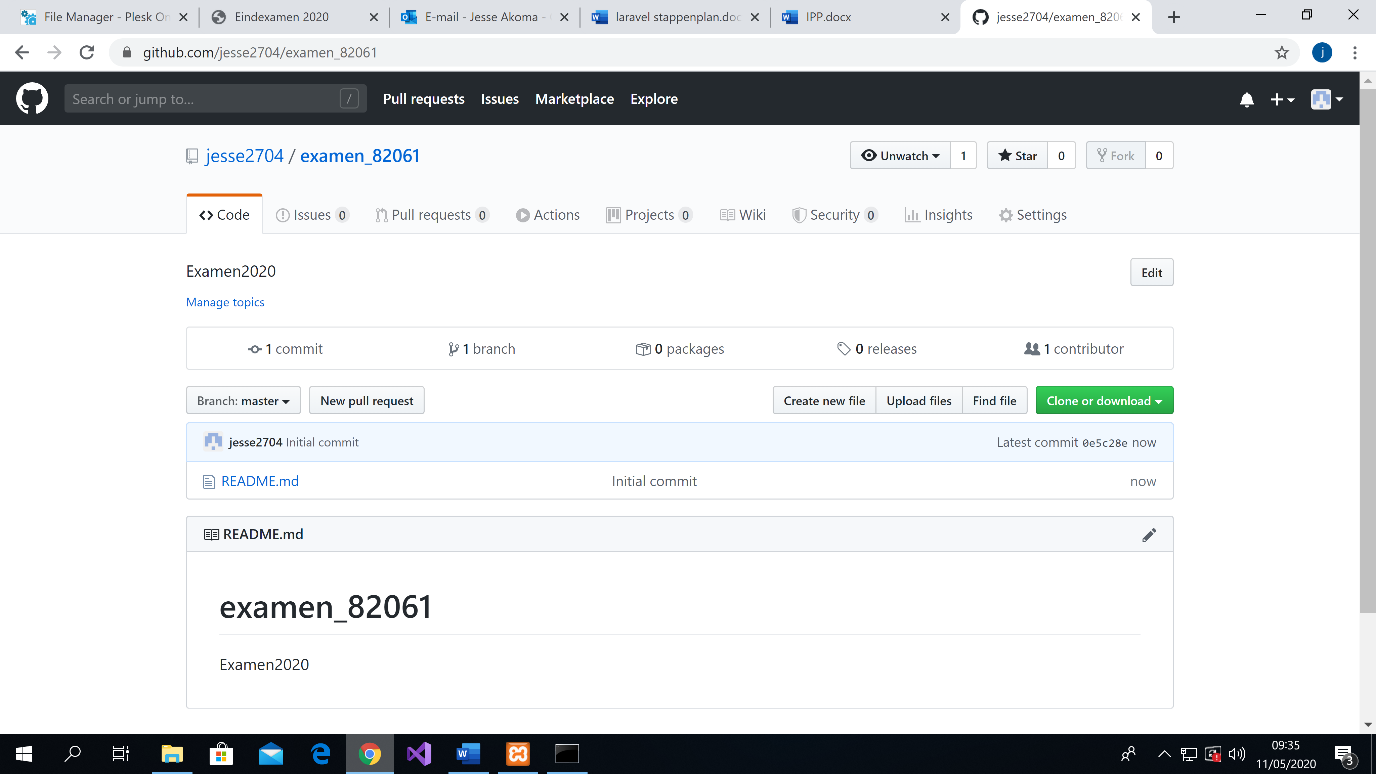 File Manager - Plesk On
Eindexamen 2020
E-mail - Jesse Akoma -
laravel stappenplan.doc
IPP.docx
jesse2704/examen_820
github.com/jesse2704/examen_82061
j
Search or jump to...
/
Pull requests
Issues
Marketplace
Explore
jesse2704 / examen_82061
Unwatch 1
Star 0
Fork 0
Code
Issues 0
Pull requests 0
Actions
Projects 0
Wiki
Security 0
Insights
Settings
Examen2020
Edit
Manage topics
1 commit
1 branch
0 packages
0 releases
1 contributor
Branch: master
New pull request
Create new file
Upload files
Find file
Clone or download
jesse2704 Initial commit
Latest commit 0e5c28e now
README.md
Initial commit
now
README.md
examen_82061
Examen2020
09:35
11/05/2020
3